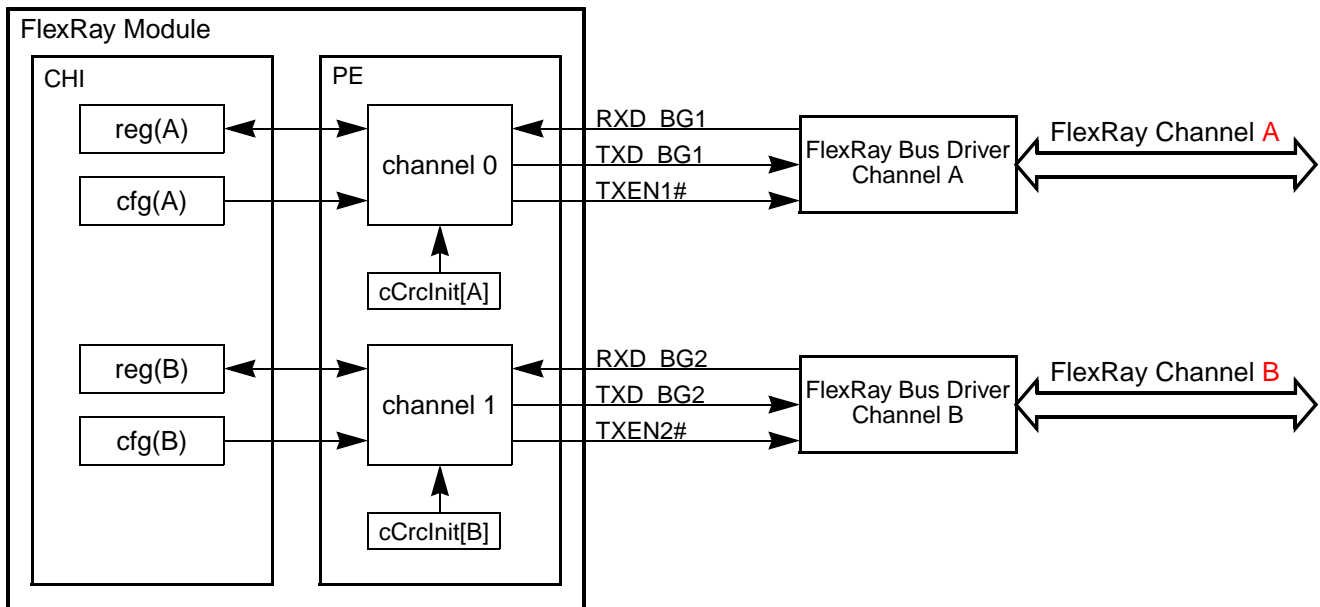 FlexRay Module
CHI
PE
reg(A)
cfg(A)
channel 0
cCrcInit[A]
RXD_BG1
TXD_BG1
TXEN1#
FlexRay Bus Driver
Channel A
FlexRay Channel A
reg(B)
cfg(B)
channel 1
cCrcInit[B]
RXD_BG2
TXD_BG2
TXEN2#
FlexRay Bus Driver
Channel B
FlexRay Channel B